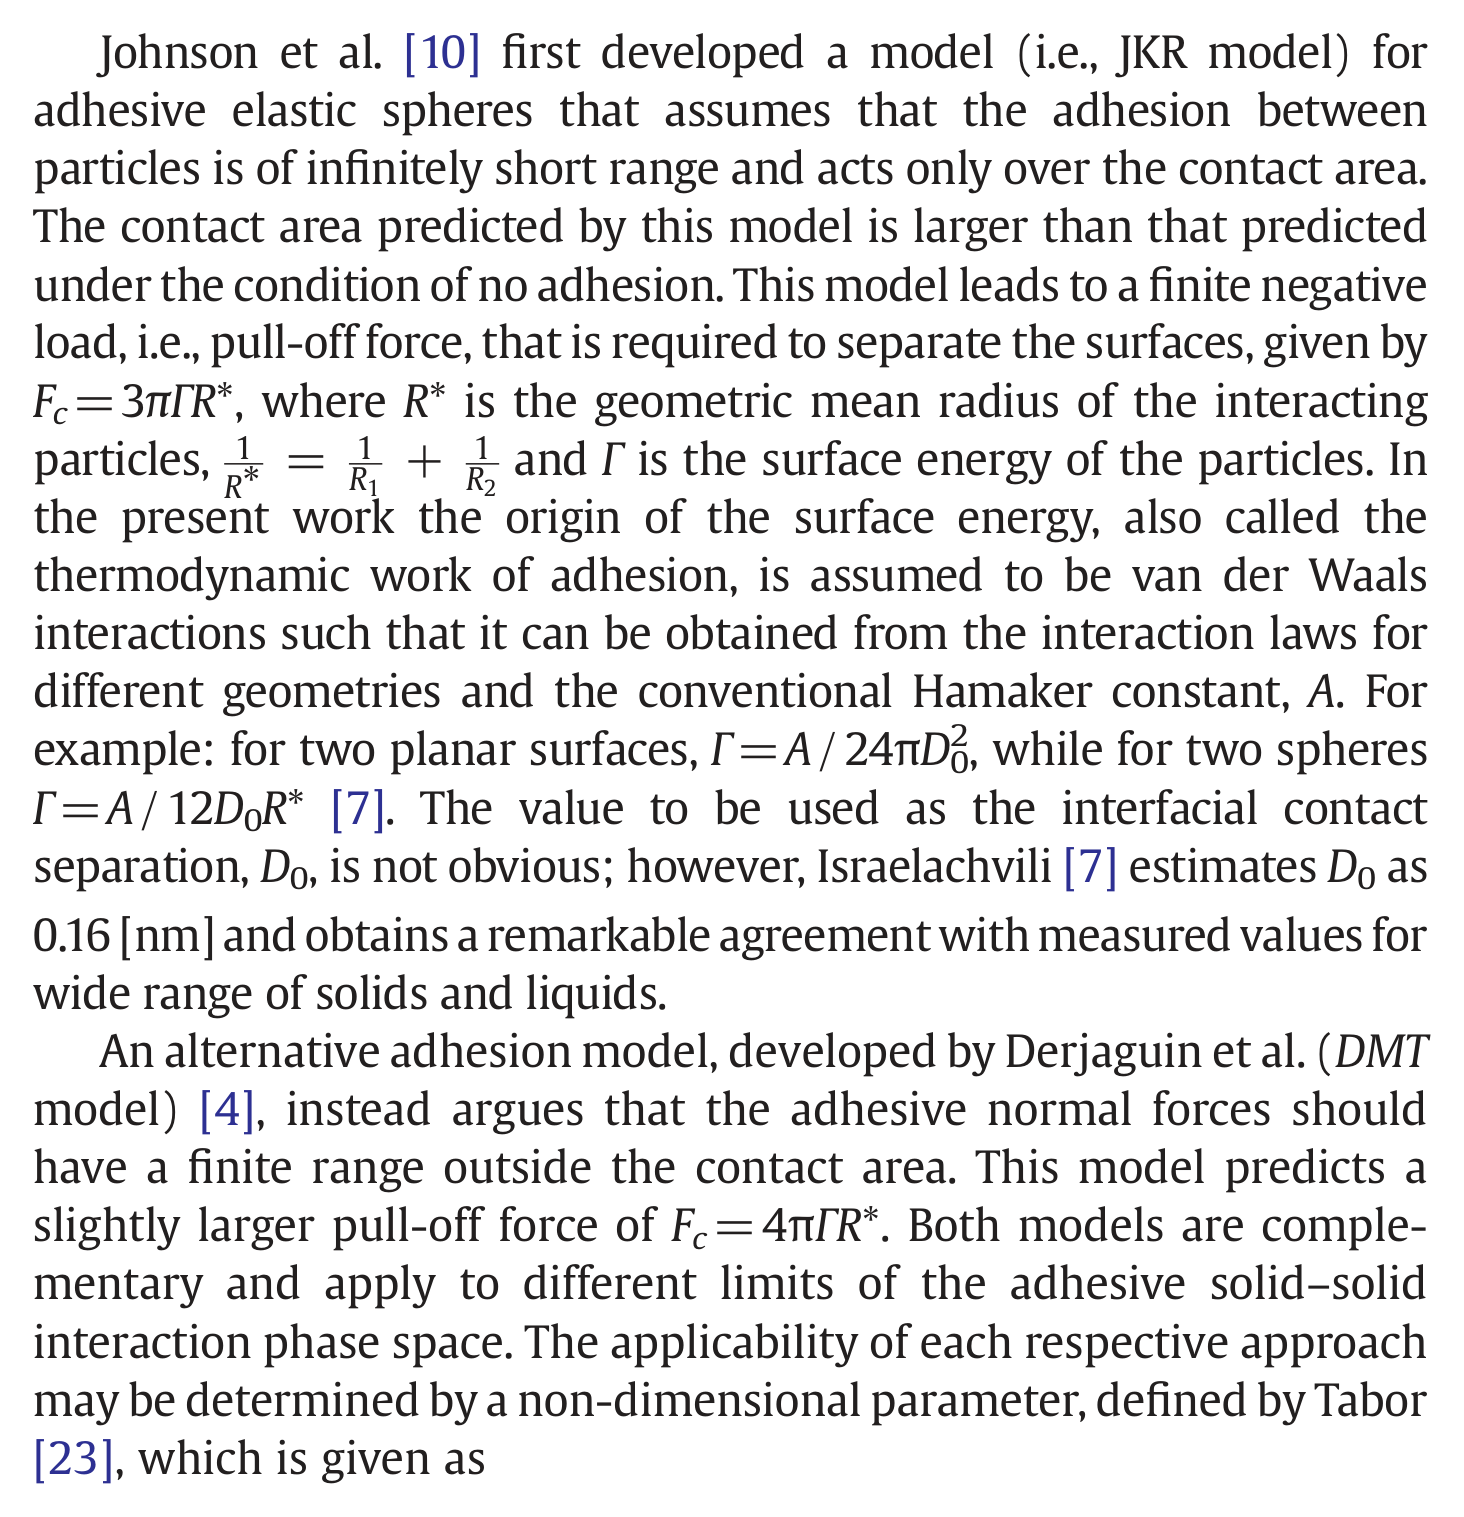 Johnson et al. [10] first developed a model (i.e., JKR model) for
adhesive elastic spheres that assumes that the adhesion between
particles is of infinitely short range and acts only over the contact area.
The contact area predicted by this model is larger than that predicted
under the condition of no adhesion. This model leads to a finite negative
load, i.e., pull-off force, that is required to separate the surfaces, given by
F_c = 3πΓR*, where R* is the geometric mean radius of the interacting
particles, 1/R* = 1/R₁ + 1/R₂ and Γ is the surface energy of the particles. In
the present work the origin of the surface energy, also called the
thermodynamic work of adhesion, is assumed to be van der Waals
interactions such that it can be obtained from the interaction laws for
different geometries and the conventional Hamaker constant, A. For
example: for two planar surfaces, Γ = A / 24πD₀², while for two spheres
Γ = A / 12D₀R* [7]. The value to be used as the interfacial contact
separation, D₀, is not obvious; however, Israelachvili [7] estimates D₀ as
0.16 [nm] and obtains a remarkable agreement with measured values for
wide range of solids and liquids.
An alternative adhesion model, developed by Derjaguin et al. (DMT
model) [4], instead argues that the adhesive normal forces should
have a finite range outside the contact area. This model predicts a
slightly larger pull-off force of F_c = 4πΓR*. Both models are comple-
mentary and apply to different limits of the adhesive solid–solid
interaction phase space. The applicability of each respective approach
may be determined by a non-dimensional parameter, defined by Tabor
[23], which is given as